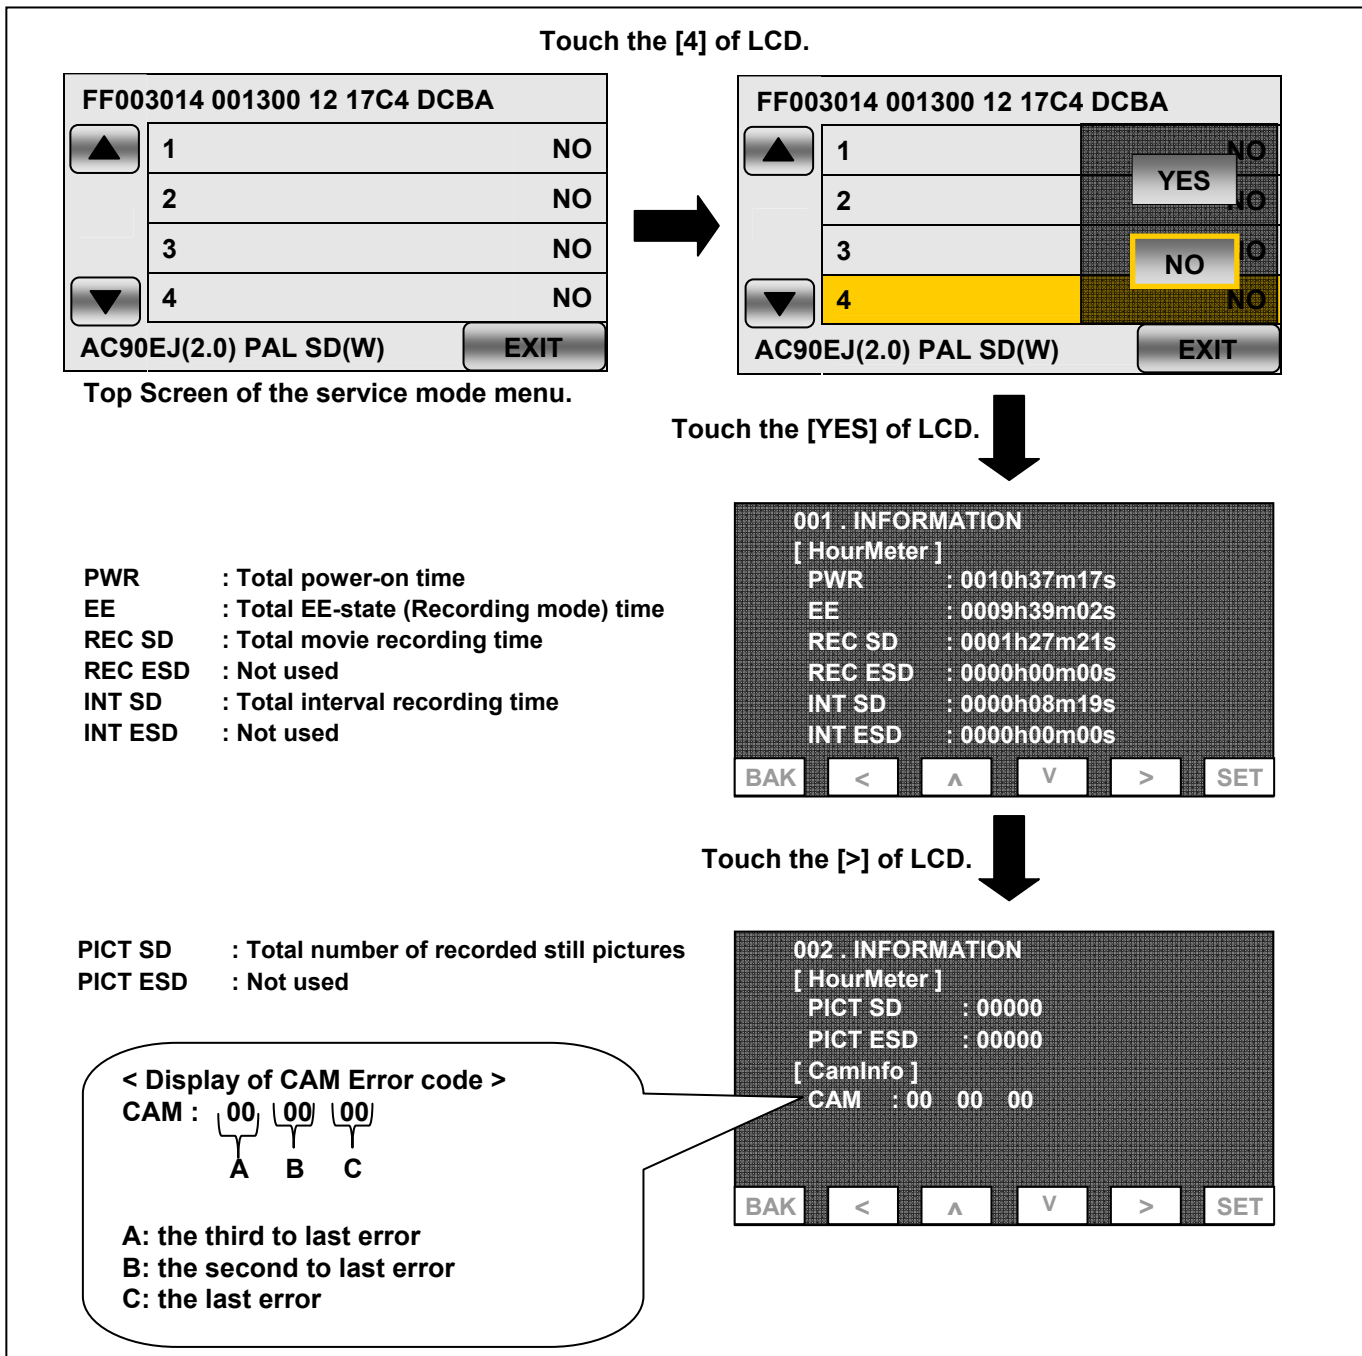 Touch the [4] of LCD.
FF003014 001300 12 17C4 DCBA
1 NO
2 NO
3 NO
4 NO
AC90EJ(2.0) PAL SD(W) EXIT
Top Screen of the service mode menu.
FF003014 001300 12 17C4 DCBA
1 NO
YES
2 NO
3 NO
NO
4 NO
AC90EJ(2.0) PAL SD(W) EXIT
Touch the [YES] of LCD.
PWR : Total power-on time
EE : Total EE-state (Recording mode) time
REC SD : Total movie recording time
REC ESD : Not used
INT SD : Total interval recording time
INT ESD : Not used
001 . INFORMATION
[ HourMeter ]
PWR : 0010h37m17s
EE : 0009h39m02s
REC SD : 0001h27m21s
REC ESD : 0000h00m00s
INT SD : 0000h08m19s
INT ESD : 0000h00m00s
BAK < ʌ V > SET
Touch the [>] of LCD.
PICT SD : Total number of recorded still pictures
PICT ESD : Not used
002 . INFORMATION
[ HourMeter ]
PICT SD : 00000
PICT ESD : 00000
[ CamInfo ]
CAM : 00 00 00
BAK < ʌ V > SET
< Display of CAM Error code >
CAM : 00 00 00
A B C
A: the third to last error
B: the second to last error
C: the last error